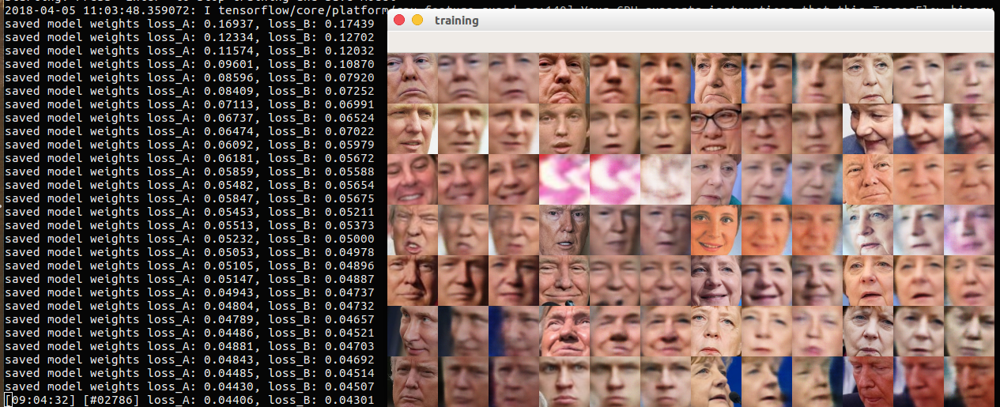 2018-04-05 11:03:48.359072: I tensorflow/core/platform/
training
saved model weights loss_A: 0.16937, loss_B: 0.17439
saved model weights loss_A: 0.12334, loss_B: 0.12702
saved model weights loss_A: 0.11574, loss_B: 0.12032
saved model weights loss_A: 0.09601, loss_B: 0.10870
saved model weights loss_A: 0.08596, loss_B: 0.07920
saved model weights loss_A: 0.08409, loss_B: 0.07252
saved model weights loss_A: 0.07113, loss_B: 0.06991
saved model weights loss_A: 0.06737, loss_B: 0.06524
saved model weights loss_A: 0.06474, loss_B: 0.07022
saved model weights loss_A: 0.06092, loss_B: 0.05979
saved model weights loss_A: 0.06181, loss_B: 0.05672
saved model weights loss_A: 0.05859, loss_B: 0.05588
saved model weights loss_A: 0.05482, loss_B: 0.05654
saved model weights loss_A: 0.05847, loss_B: 0.05675
saved model weights loss_A: 0.05453, loss_B: 0.05211
saved model weights loss_A: 0.05513, loss_B: 0.05373
saved model weights loss_A: 0.05232, loss_B: 0.05000
saved model weights loss_A: 0.05053, loss_B: 0.04978
saved model weights loss_A: 0.05105, loss_B: 0.04896
saved model weights loss_A: 0.05147, loss_B: 0.04887
saved model weights loss_A: 0.04943, loss_B: 0.04737
saved model weights loss_A: 0.04804, loss_B: 0.04732
saved model weights loss_A: 0.04789, loss_B: 0.04657
saved model weights loss_A: 0.04486, loss_B: 0.04521
saved model weights loss_A: 0.04881, loss_B: 0.04703
saved model weights loss_A: 0.04843, loss_B: 0.04692
saved model weights loss_A: 0.04485, loss_B: 0.04514
saved model weights loss_A: 0.04430, loss_B: 0.04507
[09:04:32] [#02786] loss_A: 0.04406, loss_B: 0.04301